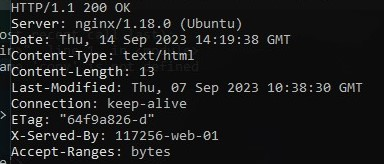 HTTP/1.1 200 OK
Server: nginx/1.18.0 (Ubuntu)
Date: Thu, 14 Sep 2023 14:19:38 GMT
Content-Type: text/html
Content-Length: 13
Last-Modified: Thu, 07 Sep 2023 10:38:30 GMT
Connection: keep-alive
ETag: "64f9a826-d"
X-Served-By: 117256-web-01
Accept-Ranges: bytes